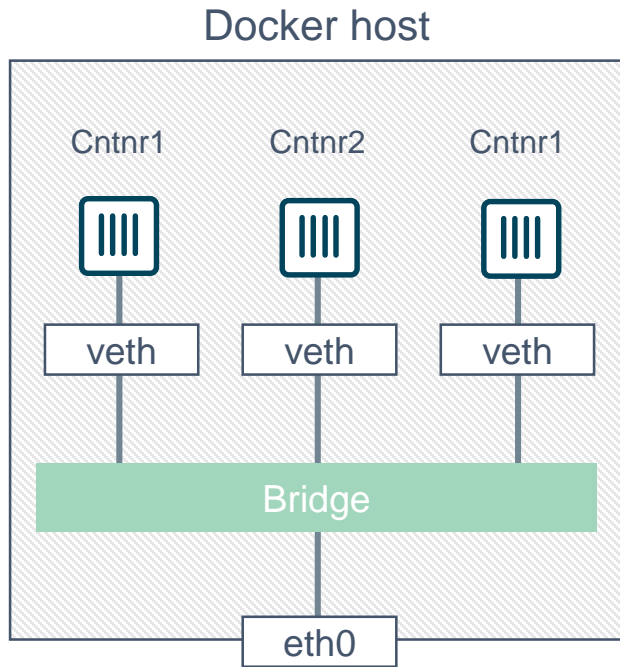 Docker host
Cntnr1 Cntnr2 Cntnr1
veth veth veth
Bridge
eth0